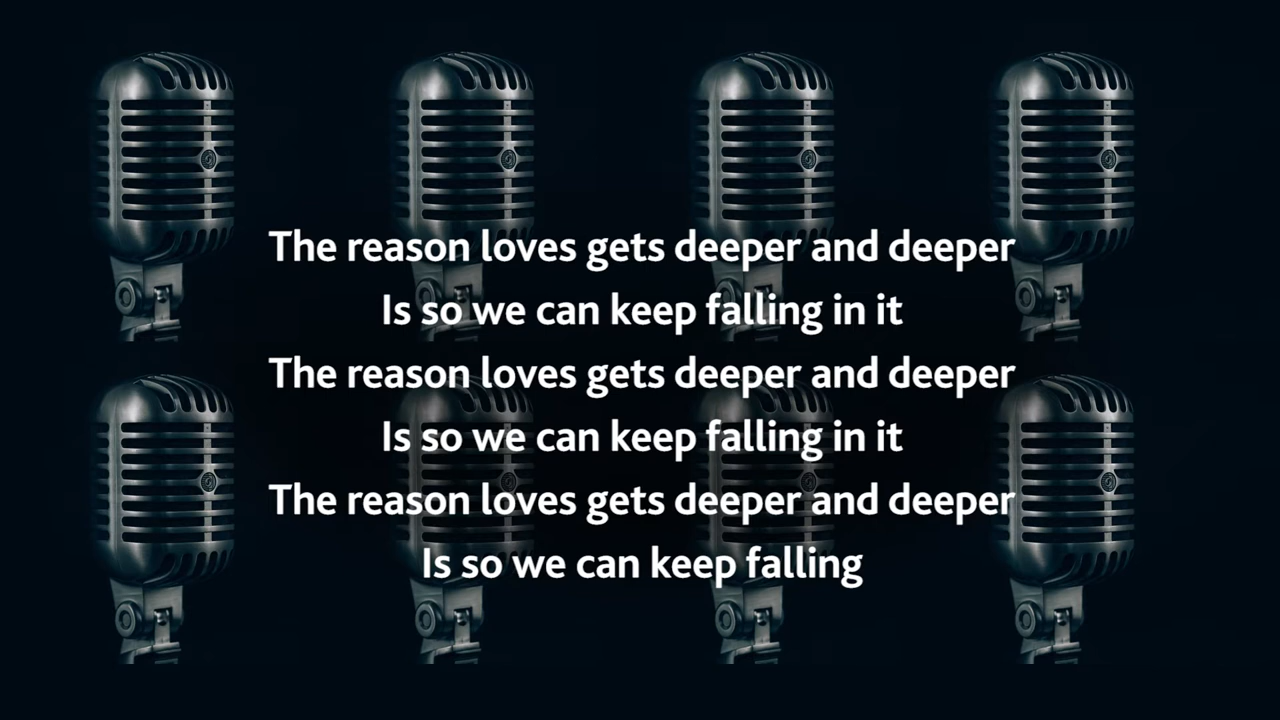 The reason loves gets deeper and deeper
Is so we can keep falling in it
The reason loves gets deeper and deeper
Is so we can keep falling in it
The reason loves gets deeper and deeper
Is so we can keep falling